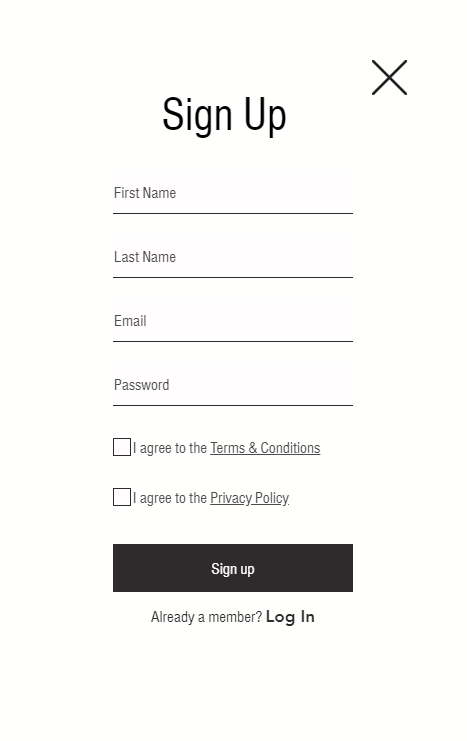 Sign Up
First Name
Last Name
Email
Password
I agree to the Terms & Conditions
I agree to the Privacy Policy
Sign up
Already a member? Log In